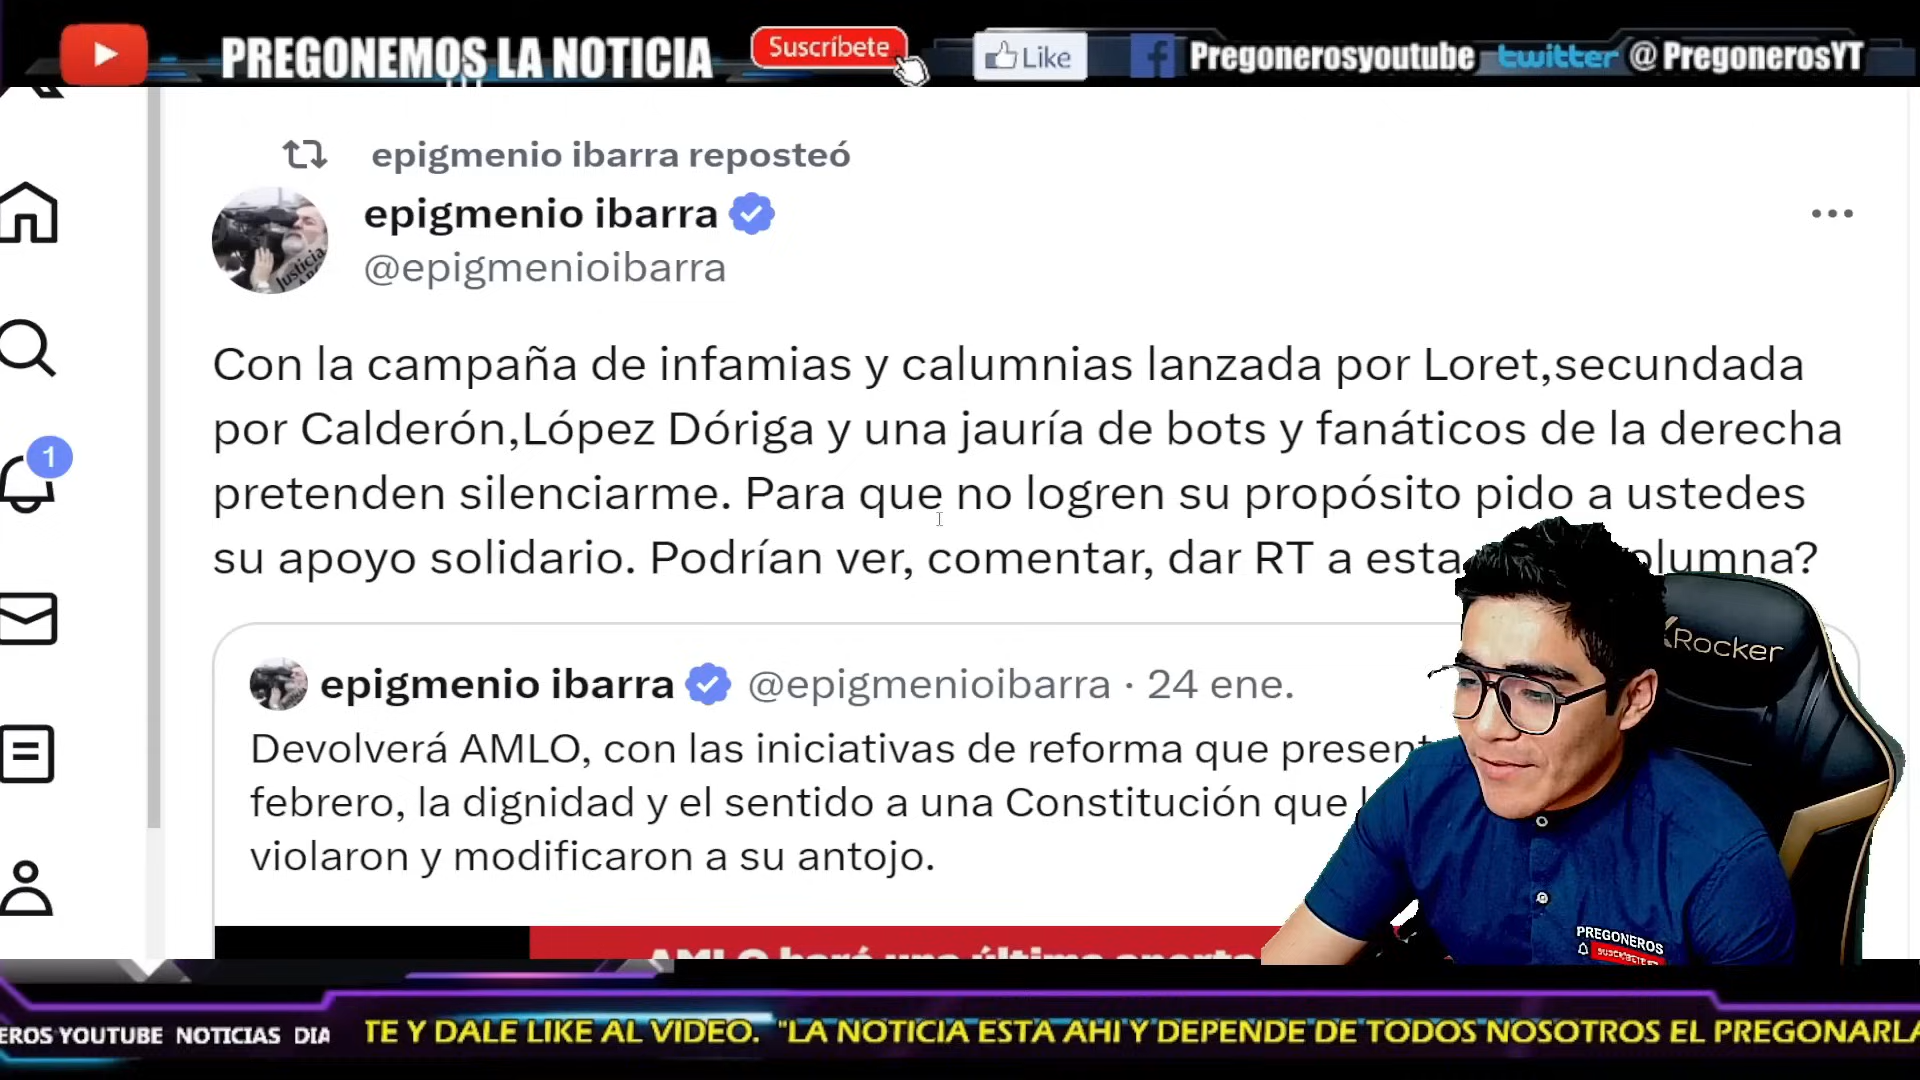 PREGONEMOS LA NOTICIA
Suscríbete
Like
Pregonerosyoutube
twitter @PregonerosYT
epigmenio ibarra reposteó
epigmenio ibarra
@epigmenioibarra
Con la campaña de infamias y calumnias lanzada por Loret,secundada
por Calderón,López Dóriga y una jauría de bots y fanáticos de la derecha
pretenden silenciarme. Para que no logren su propósito pido a ustedes
su apoyo solidario. Podrían ver, comentar, dar RT a esta
1
epigmenio ibarra @epigmenioibarra · 24 ene.
Devolverá AMLO, con las iniciativas de reforma que
febrero, la dignidad y el sentido a una Constitución que
violaron y modificaron a su antojo.
Justicia
XRocker
PREGONEROS
EROS YOUTUBE NOTICIAS DIA
TE Y DALE LIKE AL VIDEO. "LA NOTICIA ESTA AHI Y DEPENDE DE TODOS NOSOTROS EL PREGONARLA